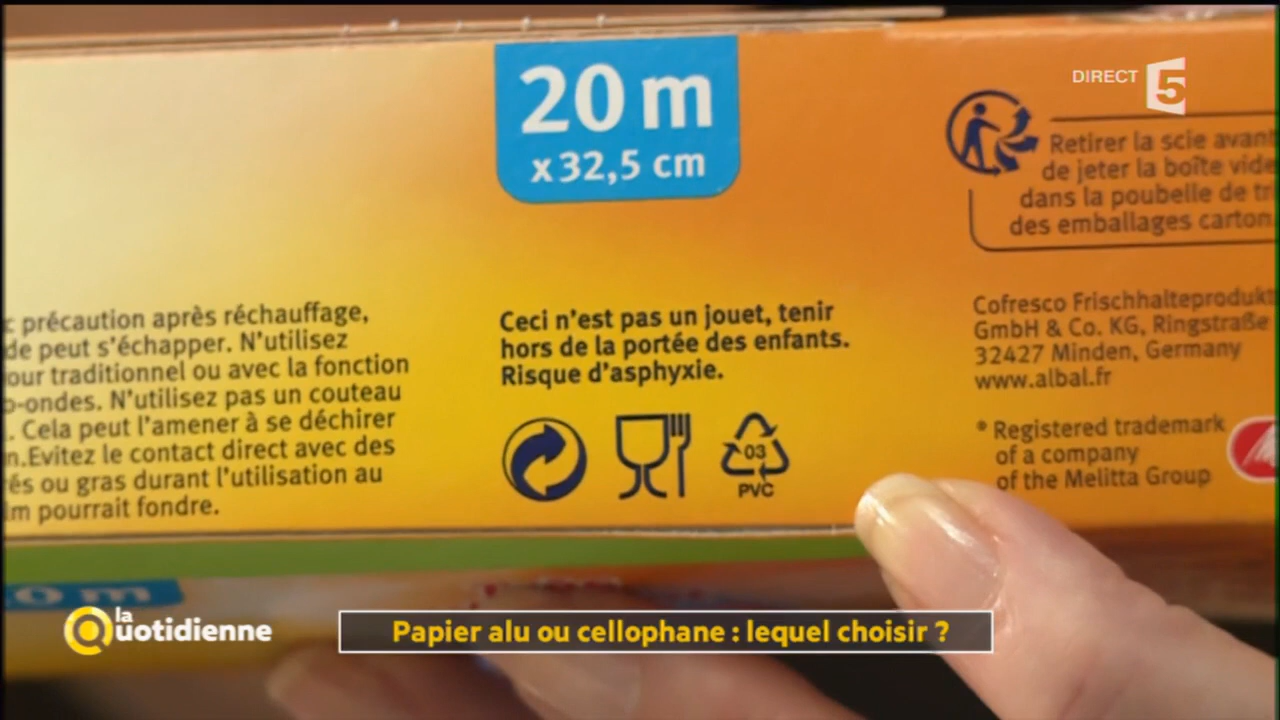 20 m
x 32,5 cm
DIRECT 5
Retirer la scie avant
de jeter la boîte vide
dans la poubelle de tri
des emballages carton
précaution après réchauffage,
de peut s'échapper. N'utilisez
our traditionnel ou avec la fonction
o-ondes. N'utilisez pas un couteau
. Cela peut l'amener à se déchirer
n.Evitez le contact direct avec des
és ou gras durant l'utilisation au
lm pourrait fondre.
Ceci n'est pas un jouet, tenir
hors de la portée des enfants.
Risque d'asphyxie.
03
PVC
Cofresco Frischhalteprodukt
GmbH & Co. KG, Ringstraße
32427 Minden, Germany
www.albal.fr
® Registered trademark
of a company
of the Melitta Group
0 m
la Quotidienne
Papier alu ou cellophane : lequel choisir ?